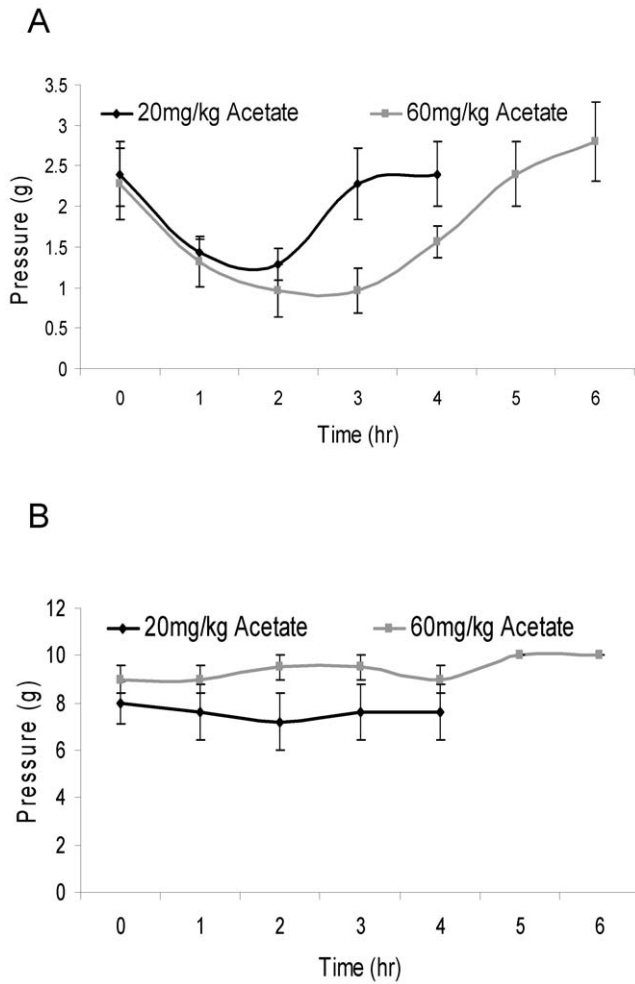 A
3.5
20mg/kg Acetate 60mg/kg Acetate
3
2.5
2
1.5
1
0.5
0
Pressure (g)
0 1 2 3 4 5 6
Time (hr)
B
12
20mg/kg Acetate 60mg/kg Acetate
10
8
6
4
2
0
Pressure (g)
0 1 2 3 4 5 6
Time (hr)